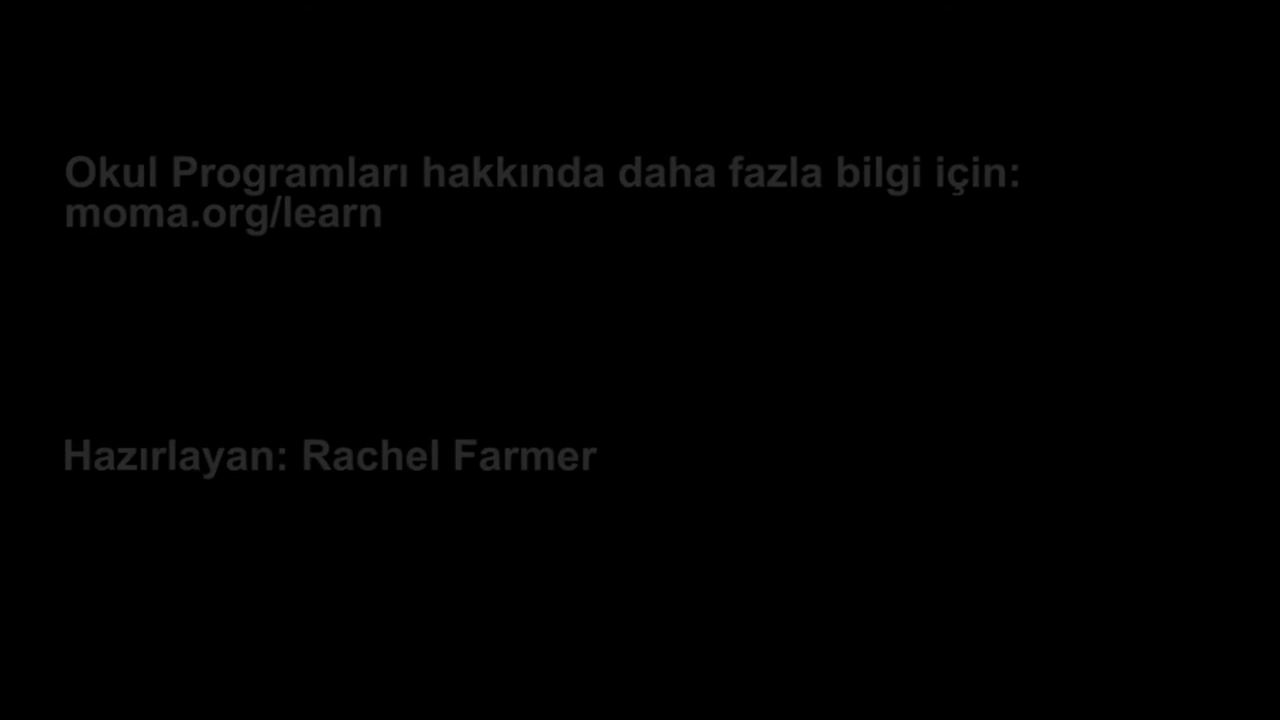 Okul Programları hakkında daha fazla bilgi için:
moma.org/learn
Hazırlayan: Rachel Farmer